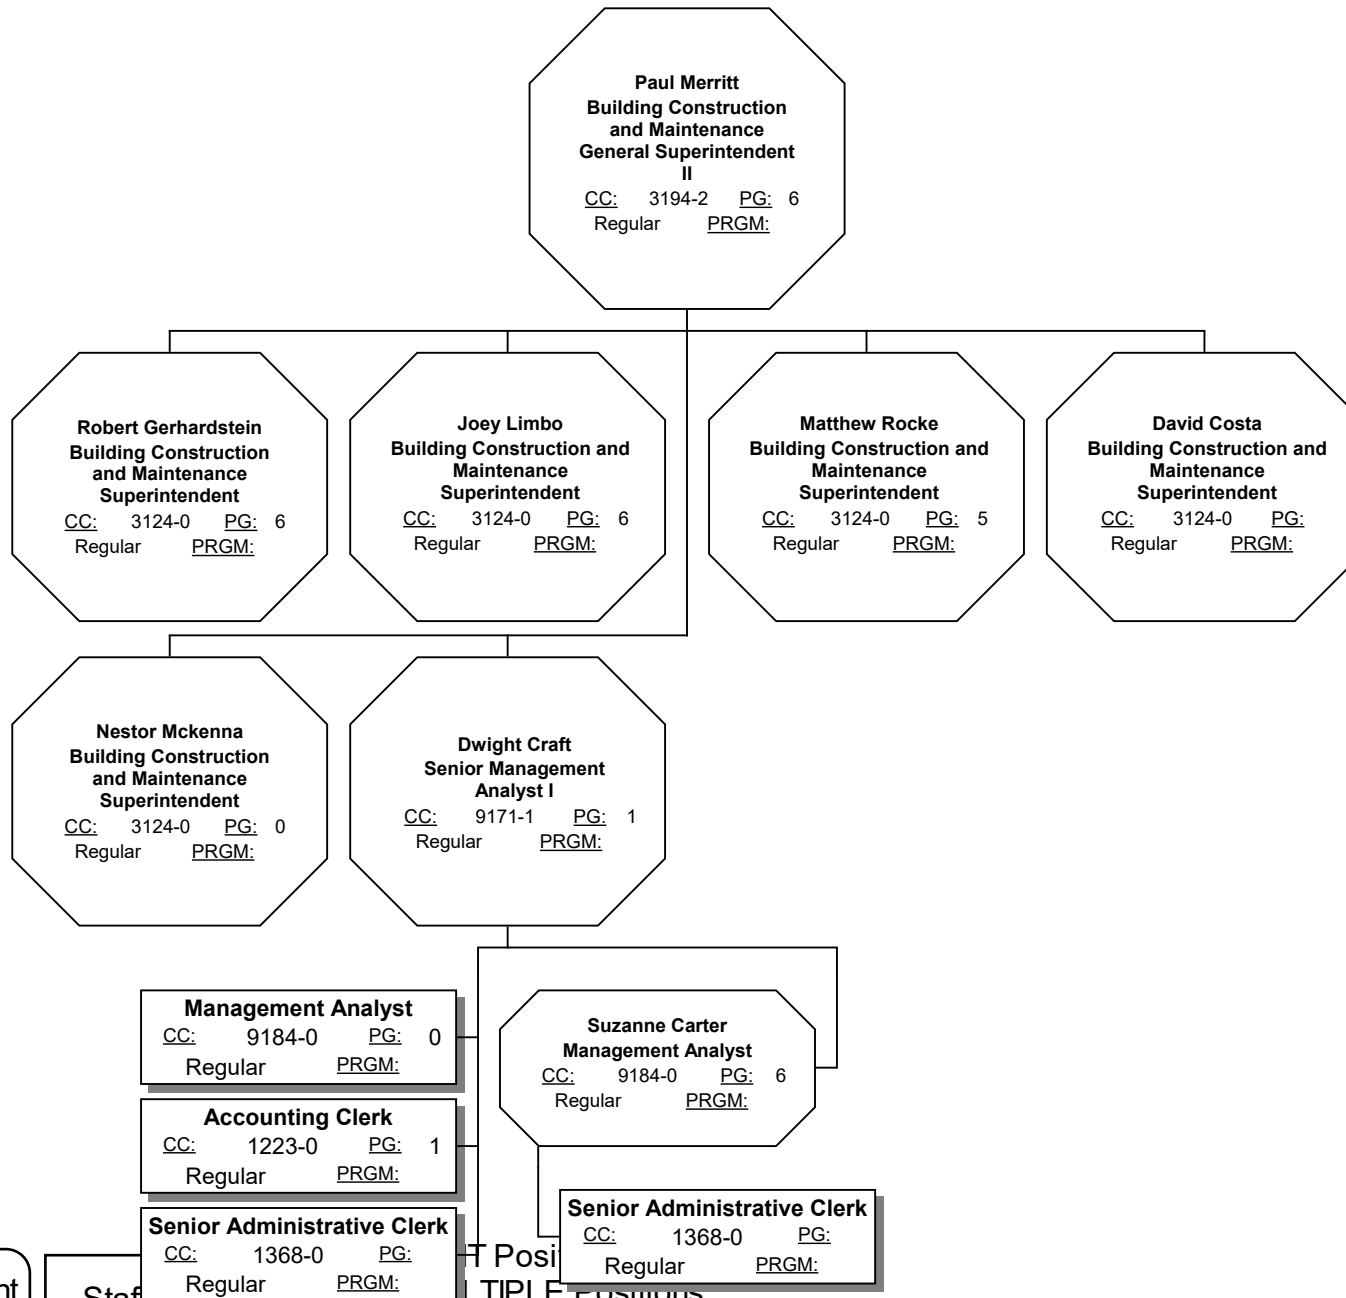 Paul Merritt
Building Construction
and Maintenance
General Superintendent
II
CC: 3194-2 PG: 6
Regular PRGM:
Robert Gerhardstein
Building Construction
and Maintenance
Superintendent
CC: 3124-0 PG: 6
Regular PRGM:
Joey Limbo
Building Construction and
Maintenance
Superintendent
CC: 3124-0 PG: 6
Regular PRGM:
Matthew Rocke
Building Construction and
Maintenance
Superintendent
CC: 3124-0 PG: 5
Regular PRGM:
David Costa
Building Construction and
Maintenance
Superintendent
CC: 3124-0 PG:
Regular PRGM:
Nestor Mckenna
Building Construction
and Maintenance
Superintendent
CC: 3124-0 PG: 0
Regular PRGM:
Dwight Craft
Senior Management
Analyst I
CC: 9171-1 PG: 1
Regular PRGM:
Management Analyst
CC: 9184-0 PG: 0
Regular PRGM:
Accounting Clerk
CC: 1223-0 PG: 1
Regular PRGM:
Senior Administrative Clerk
CC: 1368-0 PG:
Regular PRGM:
Suzanne Carter
Management Analyst
CC: 9184-0 PG: 6
Regular PRGM:
Senior Administrative Clerk
CC: 1368-0 PG:
Regular PRGM:
T Posi
TIPLE Positions